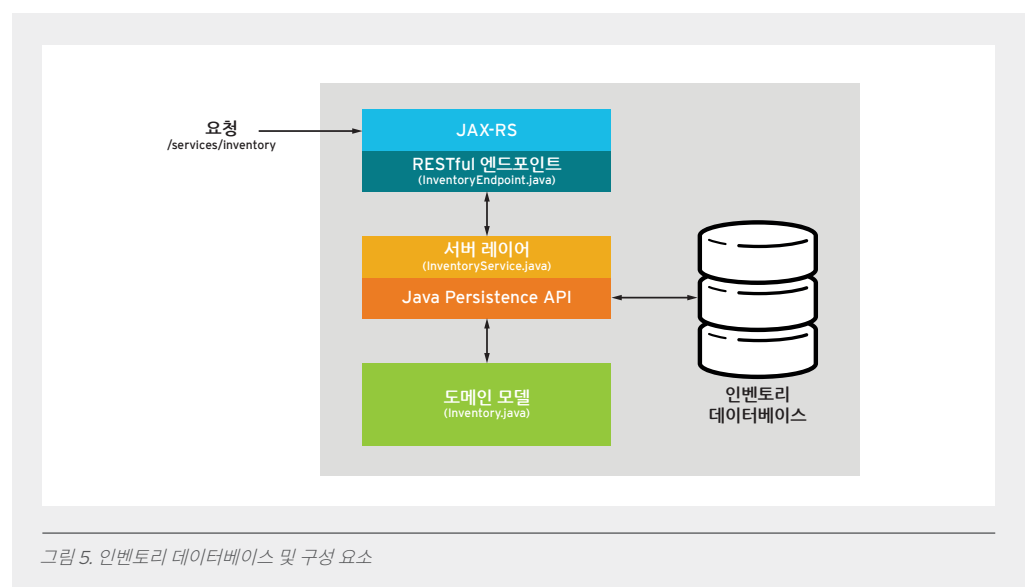 요청
/services/inventory
JAX-RS
RESTful 엔드포인트
(InventoryEndpoint.java)
서버 레이어
(InventoryService.java)
Java Persistence API
도메인 모델
(Inventory.java)
인벤토리
데이터베이스
그림 5. 인벤토리 데이터베이스 및 구성 요소